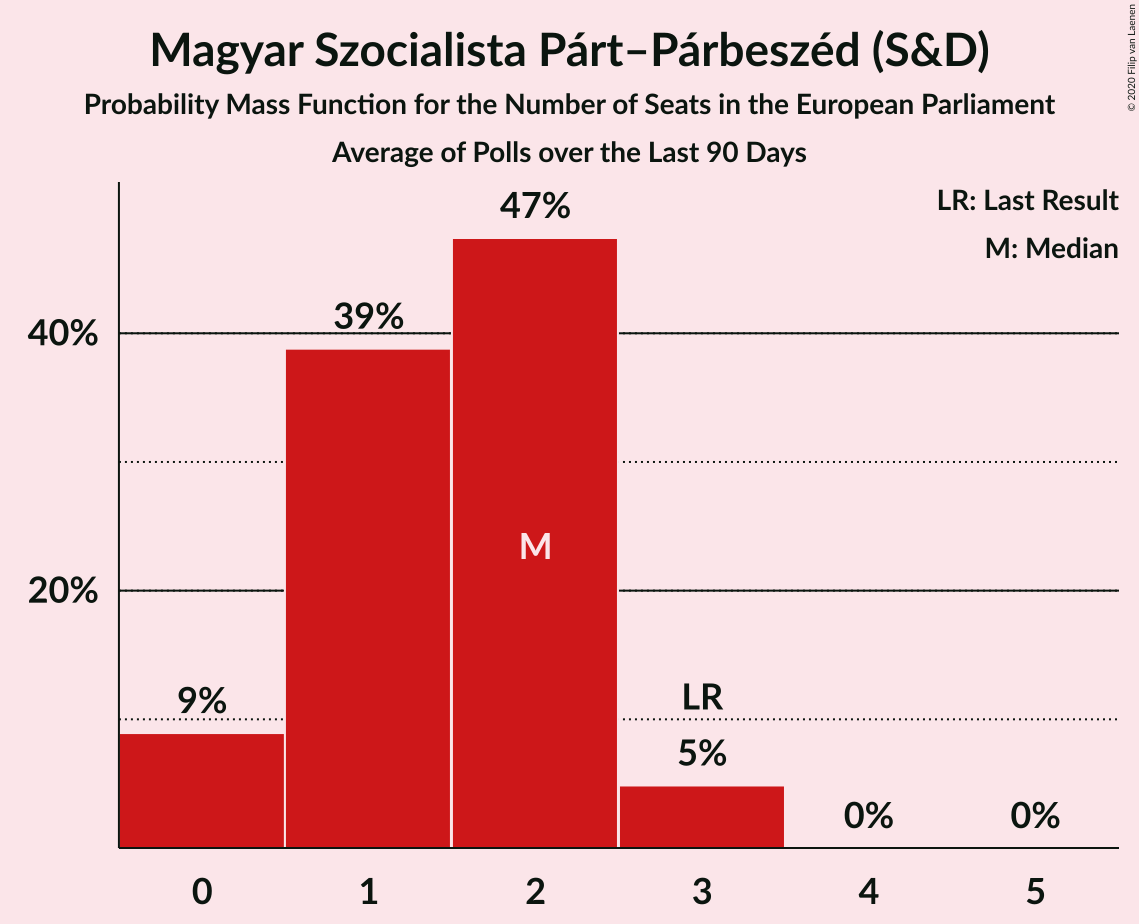 Magyar Szocialista Párt–Párbeszéd (S&D)
Probability Mass Function for the Number of Seats in the European Parliament
Average of Polls over the Last 90 Days
© 2020 Filip van Laenen
LR: Last Result
M: Median
47%
39%
40%
M
20%
9%
LR
5%
0%
0%
0
1
2
3
4
5